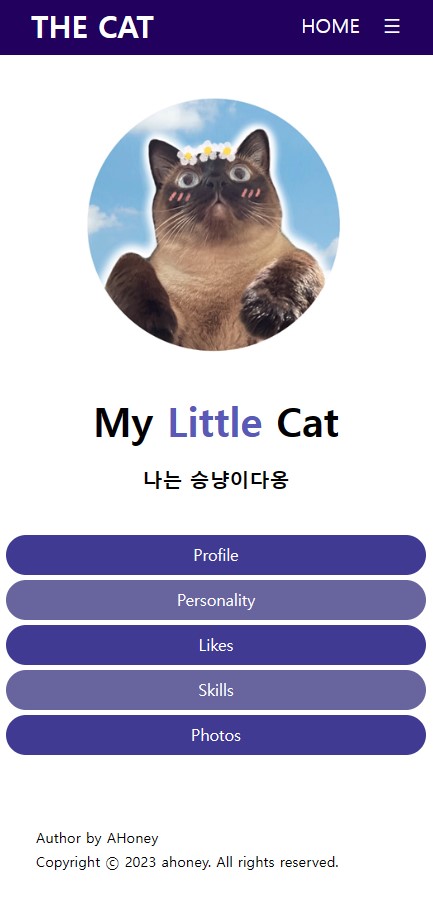 THE CAT HOME ☰
My Little Cat
나는 승냥이다옹
Profile
Personality
Likes
Skills
Photos
Author by AHoney
Copyright ⓒ 2023 ahoney. All rights reserved.